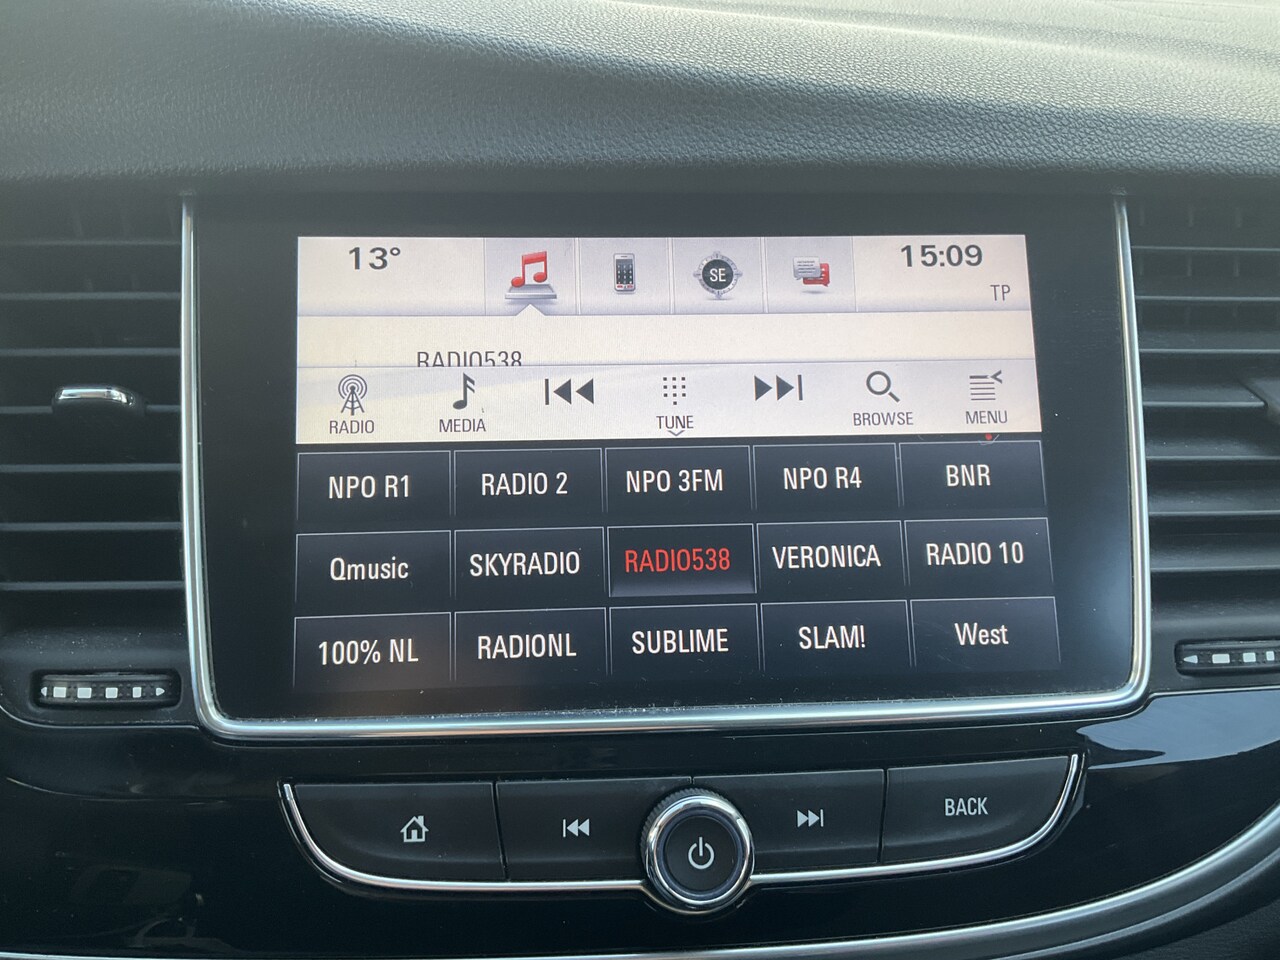 13° SE 15:09
TP
RADIO538
RADIO MEDIA TUNE BROWSE MENU
NPO R1 RADIO 2 NPO 3FM NPO R4 BNR
Qmusic SKYRADIO RADIO538 VERONICA RADIO 10
100% NL RADIONL SUBLIME SLAM! West
BACK